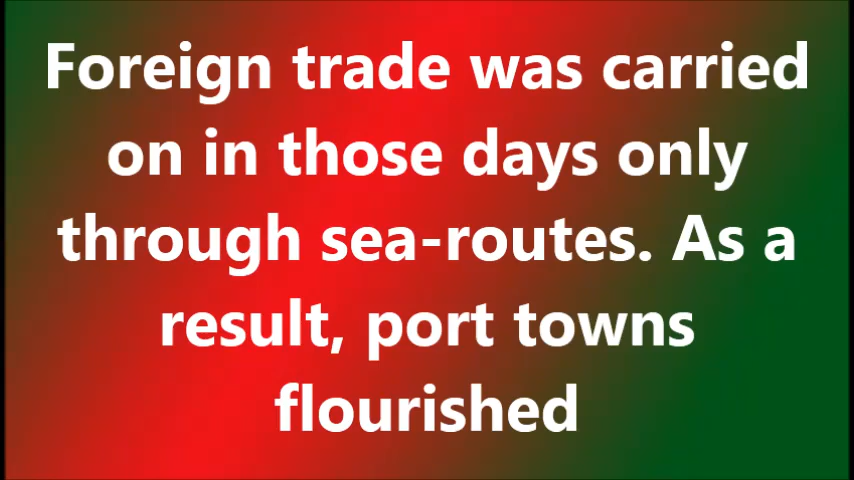 Foreign trade was carried
on in those days only
through sea-routes. As a
result, port towns
flourished